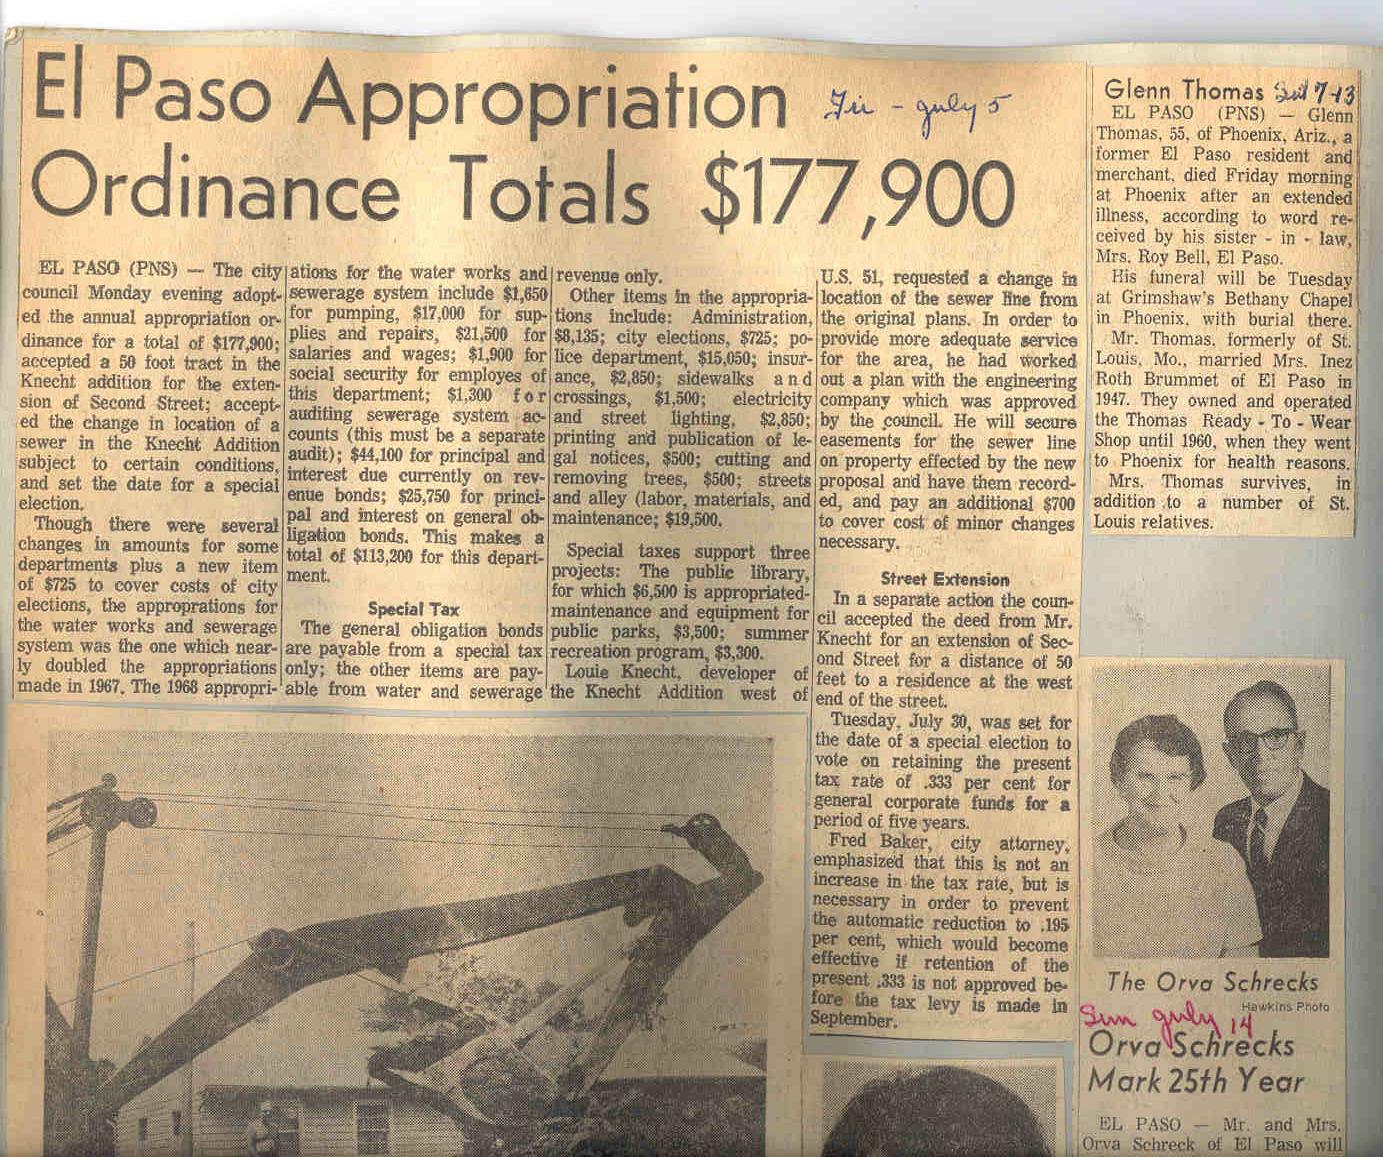 El Paso Appropriation
Fri - July 5
Ordinance Totals $177,900
EL PASO (PNS) — The city
council Monday evening adopt-
ed the annual appropriation or-
dinance for a total of $177,900;
accepted a 50 foot tract in the
Knecht addition for the exten-
sion of Second Street; accept-
ed the change in location of a
sewer in the Knecht Addition
subject to certain conditions,
and set the date for a special
election.
Though there were several
changes in amounts for some
departments plus a new item
of $725 to cover costs of city
elections, the approprations for
the water works and sewerage
system was the one which near-
ly doubled the appropriations
made in 1967. The 1968 appropri-
ations for the water works and
sewerage system include $1,650
for pumping, $17,000 for sup-
plies and repairs, $21,500 for
salaries and wages; $1,900 for
social security for employes of
this department; $1,300 for
auditing sewerage system ac-
counts (this must be a separate
audit); $44,100 for principal and
interest due currently on rev-
enue bonds; $25,750 for princi-
pal and interest on general ob-
ligation bonds. This makes a
total of $113,200 for this depart-
ment.
Special Tax
The general obligation bonds
are payable from a special tax
only; the other items are pay-
able from water and sewerage
revenue only.
Other items in the appropria-
tions include: Administration,
$8,135; city elections, $725; po-
lice department, $15,050; insur-
ance, $2,850; sidewalks and
crossings, $1,500; electricity
and street lighting, $2,850;
printing and publication of le-
gal notices, $500; cutting and
removing trees, $500; streets
and alley (labor, materials, and
maintenance; $19,500.
Special taxes support three
projects: The public library,
for which $6,500 is appropriated-
maintenance and equipment for
public parks, $3,500; summer
recreation program, $3,300.
Louie Knecht, developer of
the Knecht Addition west of
U.S. 51, requested a change in
location of the sewer line from
the original plans. In order to
provide more adequate service
for the area, he had worked
out a plan with the engineering
company which was approved
by the council. He will secure
easements for the sewer line
on property effected by the new
proposal and have them record-
ed, and pay an additional $700
to cover cost of minor changes
necessary.
Street Extension
In a separate action the coun-
cil accepted the deed from Mr.
Knecht for an extension of Sec-
ond Street for a distance of 50
feet to a residence at the west
end of the street.
Tuesday, July 30, was set for
the date of a special election to
vote on retaining the present
tax rate of .333 per cent for
general corporate funds for a
period of five years.
Fred Baker, city attorney,
emphasized that this is not an
increase in the tax rate, but is
necessary in order to prevent
the automatic reduction to .195
per cent, which would become
effective if retention of the
present .333 is not approved be-
fore the tax levy is made in
September.
Glenn Thomas 7-13
EL PASO (PNS) — Glenn
Thomas, 55, of Phoenix, Ariz., a
former El Paso resident and
merchant, died Friday morning
at Phoenix after an extended
illness, according to word re-
ceived by his sister - in - law,
Mrs. Roy Bell, El Paso.
His funeral will be Tuesday
at Grimshaw's Bethany Chapel
in Phoenix, with burial there.
Mr. Thomas, formerly of St.
Louis, Mo., married Mrs. Inez
Roth Brummet of El Paso in
1947. They owned and operated
the Thomas Ready - To - Wear
Shop until 1960, when they went
to Phoenix for health reasons.
Mrs. Thomas survives, in
addition to a number of St.
Louis relatives.
The Orva Schrecks
Hawkins Photo
Sun July 14
Orva Schrecks
Mark 25th Year
EL PASO — Mr. and Mrs.
Orva Schreck of El Paso will